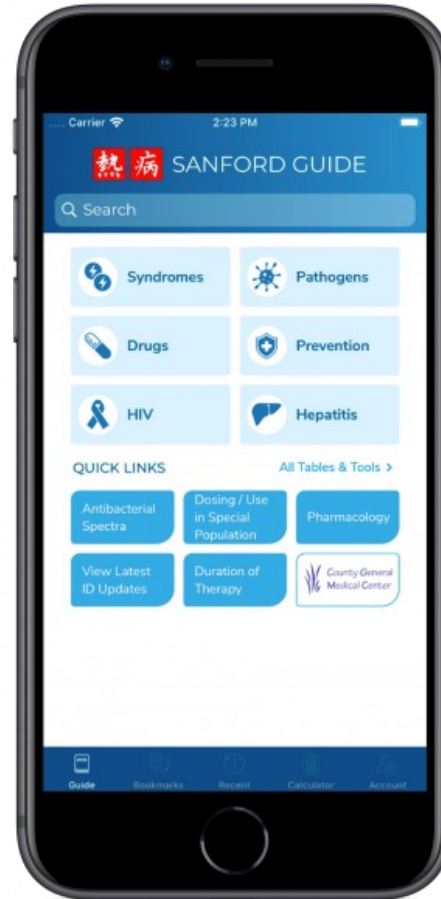 Carrier 2:23 PM
熱 病 SANFORD GUIDE
Search
Syndromes
Pathogens
Drugs
Prevention
HIV
Hepatitis
QUICK LINKS
All Tables & Tools >
Antibacterial
Spectra
Dosing / Use
in Special
Population
Pharmacology
View Latest
ID Updates
Duration of
Therapy
County General
Medical Center
Guide Bookmarks Recent Calculator Account